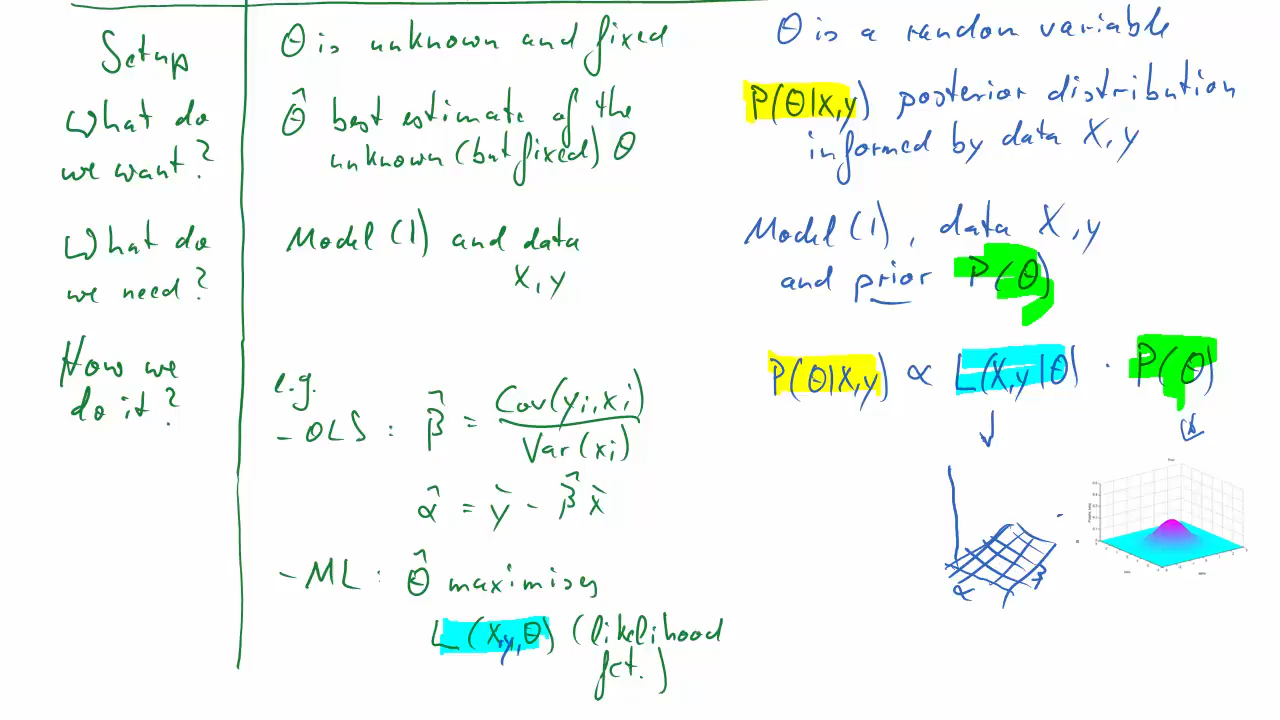 Setup
θ is unknown and fixed
θ is a random variable
What do
we want?
θ̂ best estimate of the
unknown (but fixed) θ
P(θ|X,y) posterior distribution
informed by data X,y
What do
we need?
Model (1) and data
X,y
Model (1), data X,y
and prior P(θ)
How we
do it?
e.g.
- OLS : β̂ = Cov(yi,xi)
Var(xi)
α̂ = ȳ - β̂ x̄
- ML : θ̂ maximises
L(X,y,θ) (likelihood
fct.)
P(θ|X,y) ∝ L(X,y|θ) · P(θ)
α
β